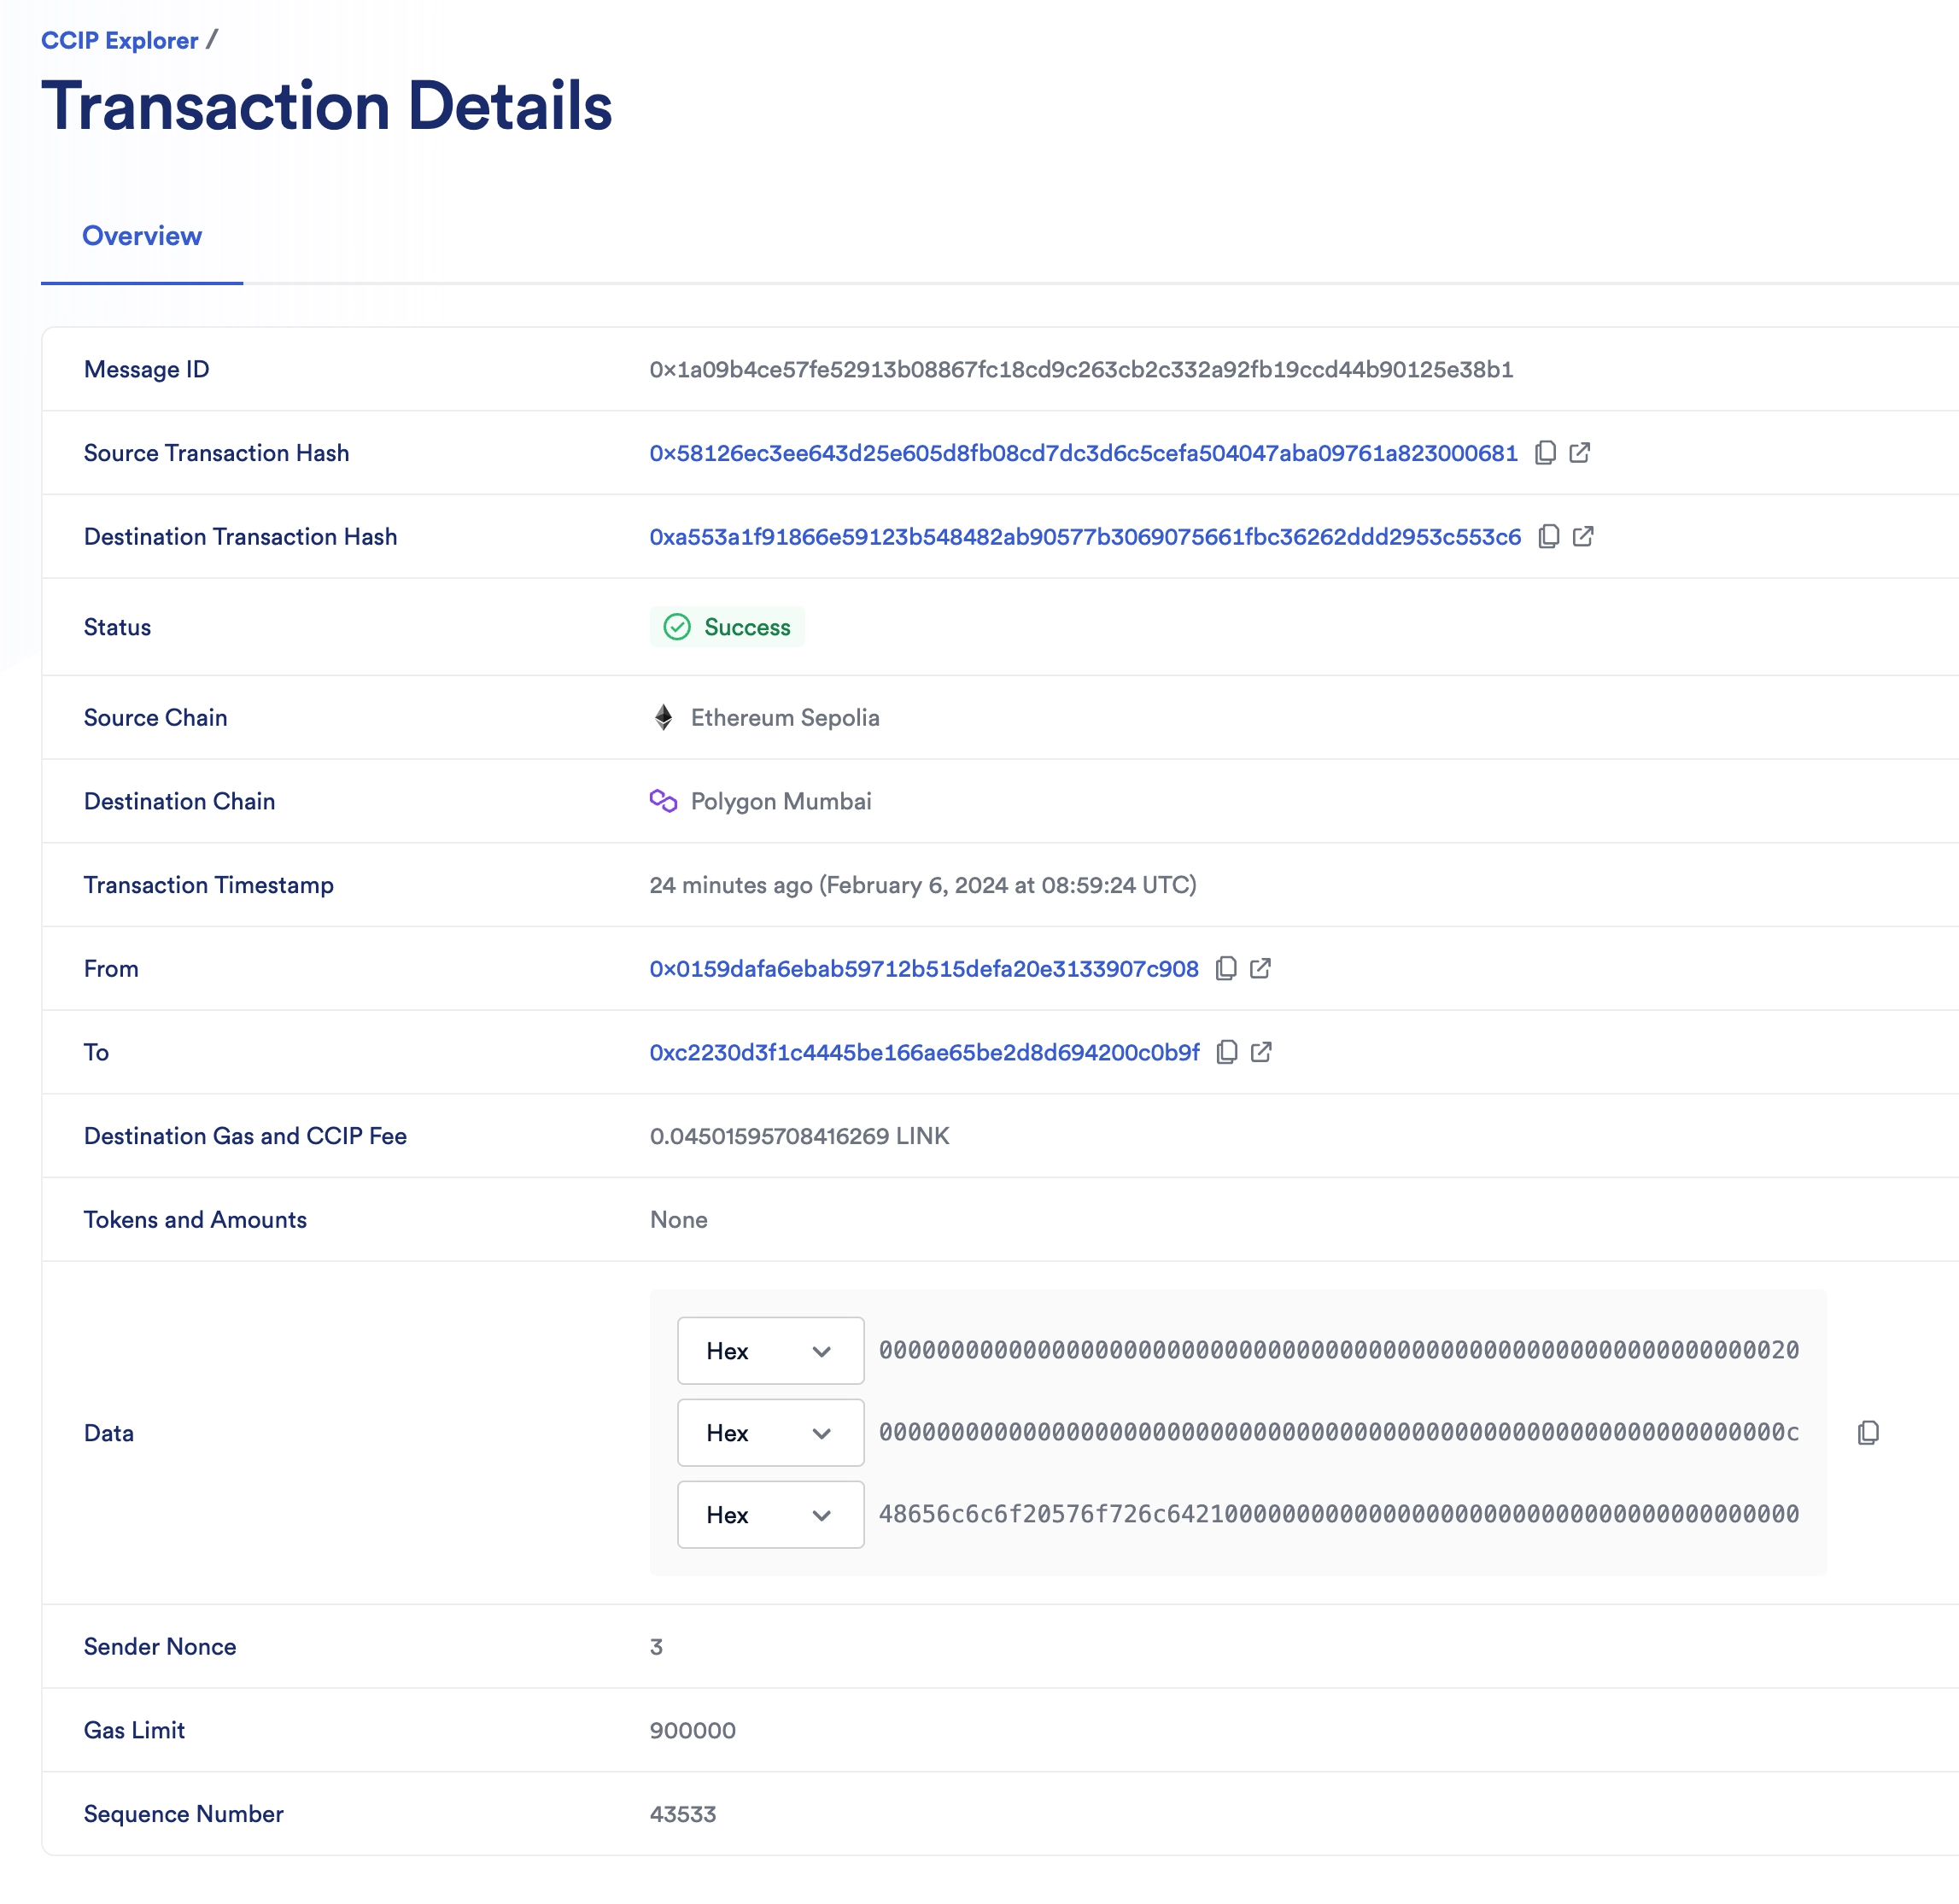 CCIP Explorer /
Transaction Details
Overview
Message ID 0x1a09b4ce57fe52913b08867fc18cd9c263cb2c332a92fb19ccd44b90125e38b1
Source Transaction Hash 0x58126ec3ee643d25e605d8fb08cd7dc3d6c5cefa504047aba09761a823000681
Destination Transaction Hash 0xa553a1f91866e59123b548482ab90577b3069075661fbc36262ddd2953c553c6
Status Success
Source Chain Ethereum Sepolia
Destination Chain Polygon Mumbai
Transaction Timestamp 24 minutes ago (February 6, 2024 at 08:59:24 UTC)
From 0x0159dafa6ebab59712b515defa20e3133907c908
To 0xc2230d3f1c4445be166ae65be2d8d694200c0b9f
Destination Gas and CCIP Fee 0.04501595708416269 LINK
Tokens and Amounts None
Hex 0000000000000000000000000000000000000000000000000000000000000020
Data Hex 000000000000000000000000000000000000000000000000000000000000000c
Hex 48656c6c6f20576f726c64210000000000000000000000000000000000000000
Sender Nonce 3
Gas Limit 900000
Sequence Number 43533